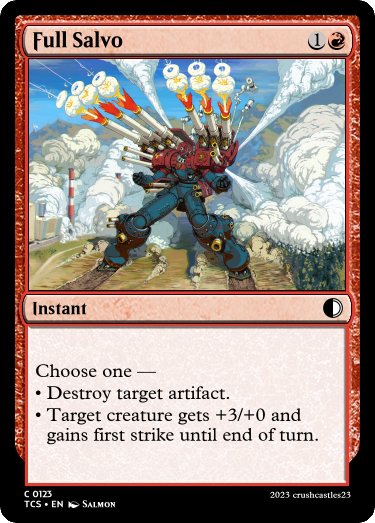 Full Salvo 1
Instant
Choose one —
• Destroy target artifact.
• Target creature gets +3/+0 and
gains first strike until end of turn.
C 0123
TCS • EN Salmon
2023 crushcastles23